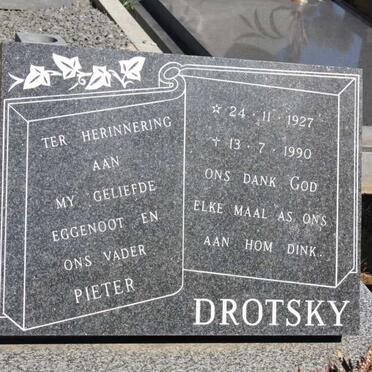 TER HERINNERING
AAN
MY GELIEFDE
EGGENOOT EN
ONS VADER
PIETER
☆ 24 · 11 · 1927
✝ 13 · 7 · 1990
ONS DANK GOD
ELKE MAAL AS ONS
AAN HOM DINK..
DROTSKY